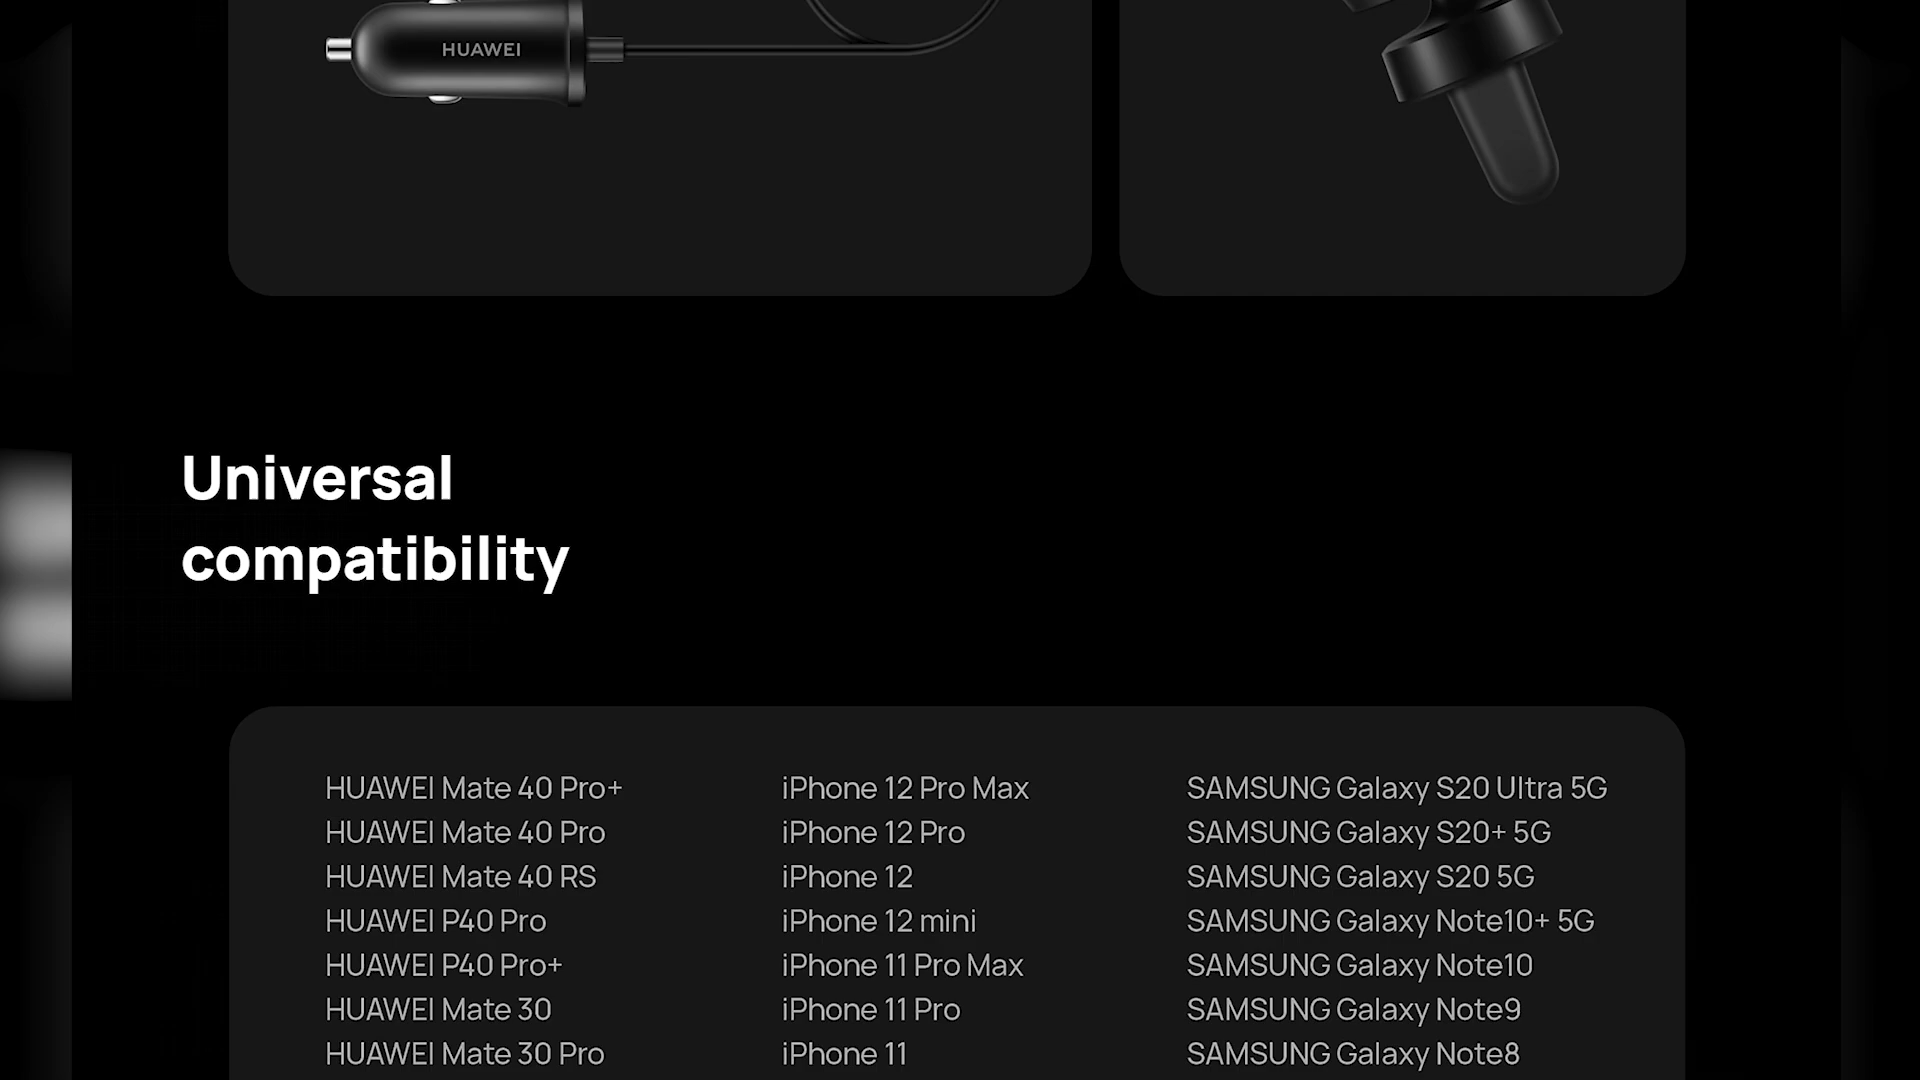 HUAWEI
Universal
compatibility
HUAWEI Mate 40 Pro+
HUAWEI Mate 40 Pro
HUAWEI Mate 40 RS
HUAWEI P40 Pro
HUAWEI P40 Pro+
HUAWEI Mate 30
HUAWEI Mate 30 Pro
iPhone 12 Pro Max
iPhone 12 Pro
iPhone 12
iPhone 12 mini
iPhone 11 Pro Max
iPhone 11 Pro
iPhone 11
SAMSUNG Galaxy S20 Ultra 5G
SAMSUNG Galaxy S20+ 5G
SAMSUNG Galaxy S20 5G
SAMSUNG Galaxy Note10+ 5G
SAMSUNG Galaxy Note10
SAMSUNG Galaxy Note9
SAMSUNG Galaxy Note8